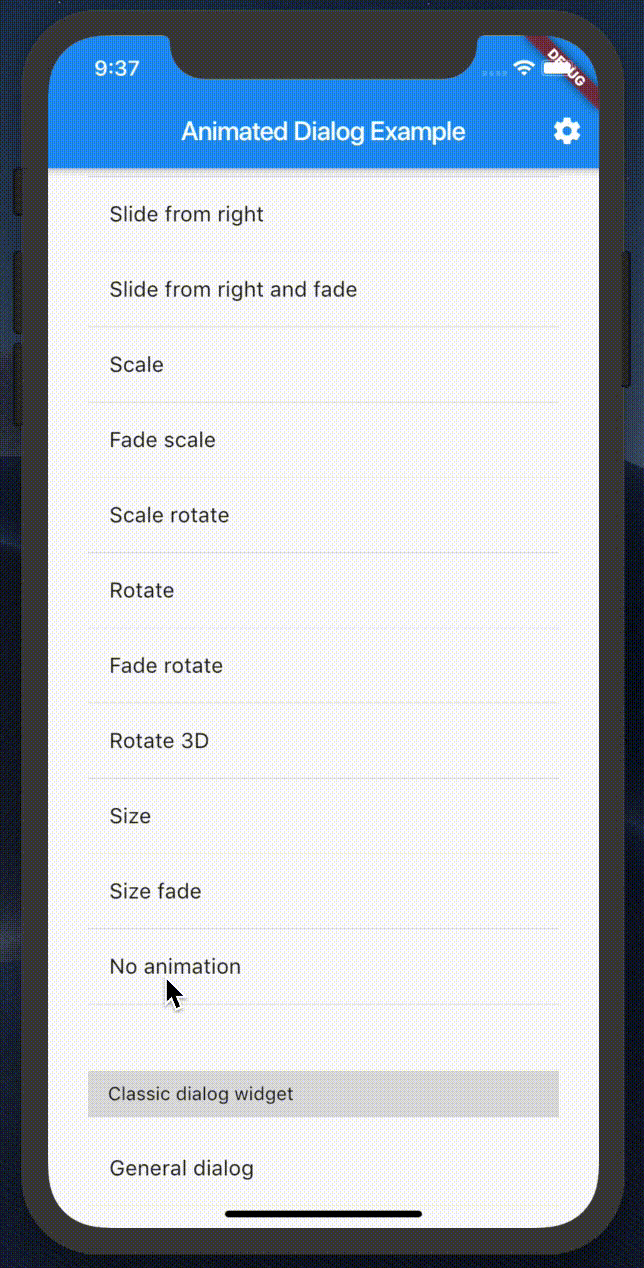 9:37
DEBUG
Animated Dialog Example
Slide from right
Slide from right and fade
Scale
Fade scale
Scale rotate
Rotate
Fade rotate
Rotate 3D
Size
Size fade
No animation
Classic dialog widget
General dialog